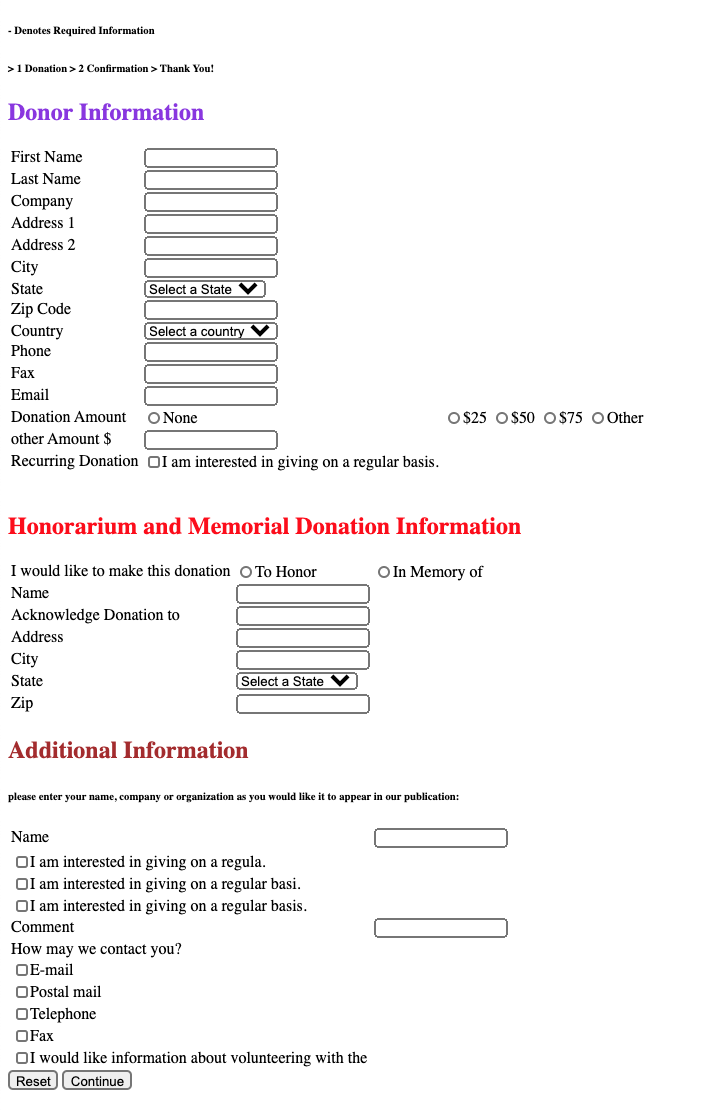 - Denotes Required Information
> 1 Donation > 2 Confirmation > Thank You!
Donor Information
First Name
Last Name
Company
Address 1
Address 2
City
State Select a State
Zip Code
Country Select a country
Phone
Fax
Email
Donation Amount None $25 $50 $75 Other
other Amount $
Recurring Donation I am interested in giving on a regular basis.
Honorarium and Memorial Donation Information
I would like to make this donation To Honor In Memory of
Name
Acknowledge Donation to
Address
City
State Select a State
Zip
Additional Information
please enter your name, company or organization as you would like it to appear in our publication:
Name
I am interested in giving on a regula.
I am interested in giving on a regular basi.
I am interested in giving on a regular basis.
Comment
How may we contact you?
E-mail
Postal mail
Telephone
Fax
I would like information about volunteering with the
Reset Continue